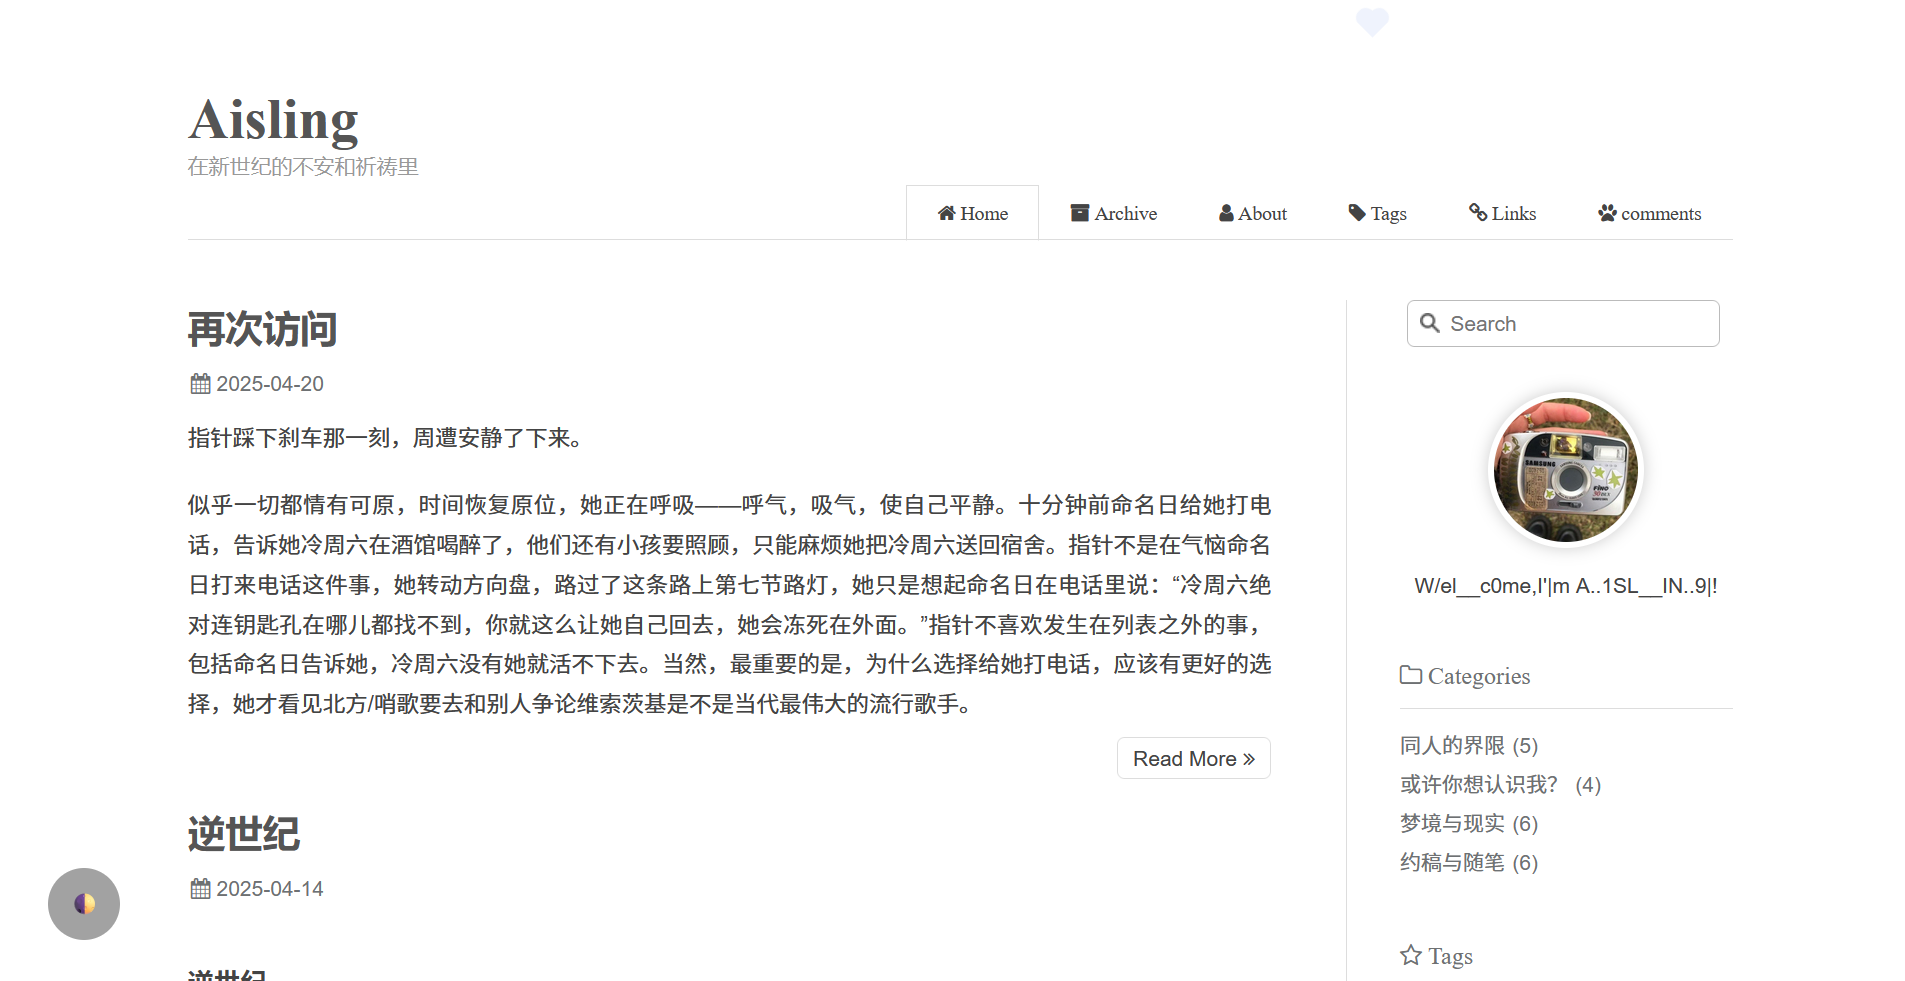 Aisling
在新世纪的不安和祈祷里
Home
Archive
About
Tags
Links
comments
再次访问
2025-04-20
指针踩下刹车那一刻，周遭安静了下来。
似乎一切都情有可原，时间恢复原位，她正在呼吸——呼气，吸气，使自己平静。十分钟前命名日给她打电
话，告诉她冷周六在酒馆喝醉了，他们还有小孩要照顾，只能麻烦她把冷周六送回宿舍。指针不是在气恼命名
日打来电话这件事，她转动方向盘，路过了这条路上第七节路灯，她只是想起命名日在电话里说：“冷周六绝
对连钥匙孔在哪儿都找不到，你就这么让她自己回去，她会冻死在外面。”指针不喜欢发生在列表之外的事，
包括命名日告诉她，冷周六没有她就活不下去。当然，最重要的是，为什么选择给她打电话，应该有更好的选
择，她才看见北方/哨歌要去和别人争论维索茨基是不是当代最伟大的流行歌手。
Read More »
逆世纪
2025-04-14
逆世纪
Search
SAMSUNG
FINO
W/el__c0me,I'|m A..1SL__IN..9|!
Categories
同人的界限 (5)
或许你想认识我？ (4)
梦境与现实 (6)
约稿与随笔 (6)
Tags